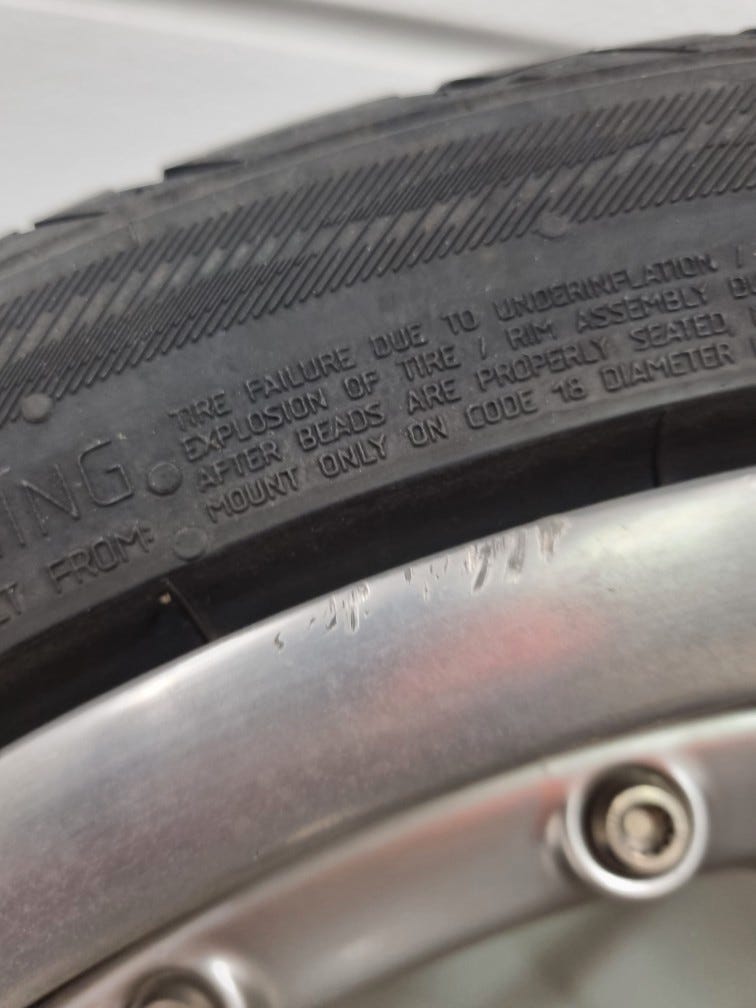 TIRE FAILURE DUE TO UNDERINFLATION /
EXPLOSION OF TIRE / RIM ASSEMBLY
AFTER BEADS ARE PROPERLY SEATED
MOUNT ONLY ON CODE 18 DIAMETER
FROM: